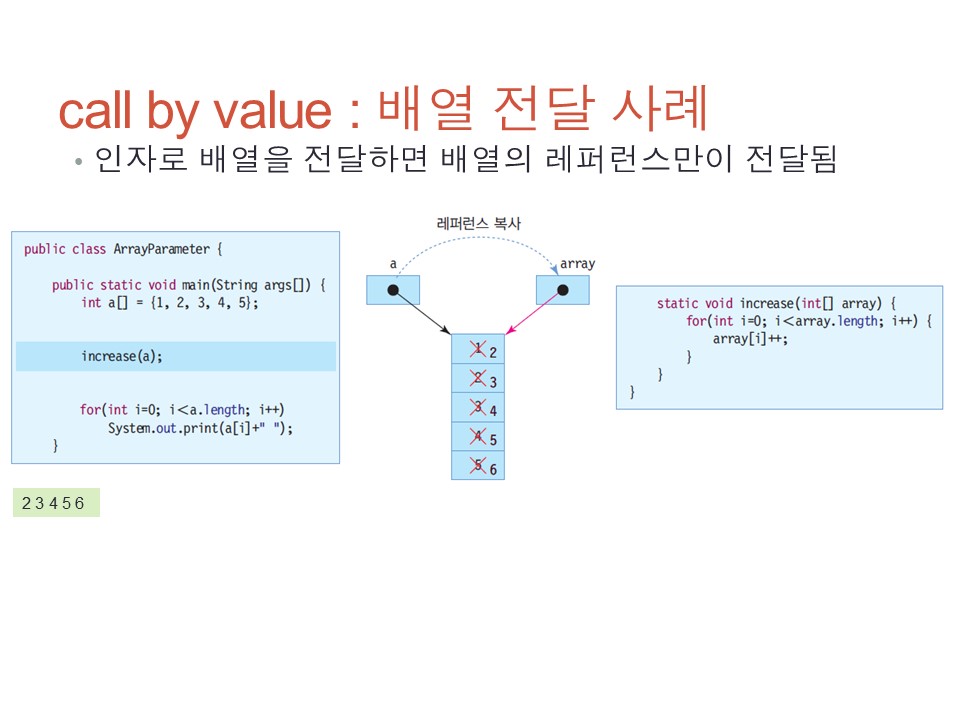 call by value : 배열 전달 사례
• 인자로 배열을 전달하면 배열의 레퍼런스만이 전달됨
public class ArrayParameter {
public static void main(String args[]) {
int a[] = {1, 2, 3, 4, 5};
increase(a);
for(int i=0; i<a.length; i++)
System.out.print(a[i]+" ");
}
레퍼런스 복사
a
array
1 2
2 3
3 4
4 5
5 6
static void increase(int[] array) {
for(int i=0; i<array.length; i++) {
array[i]++;
}
}
}
2 3 4 5 6